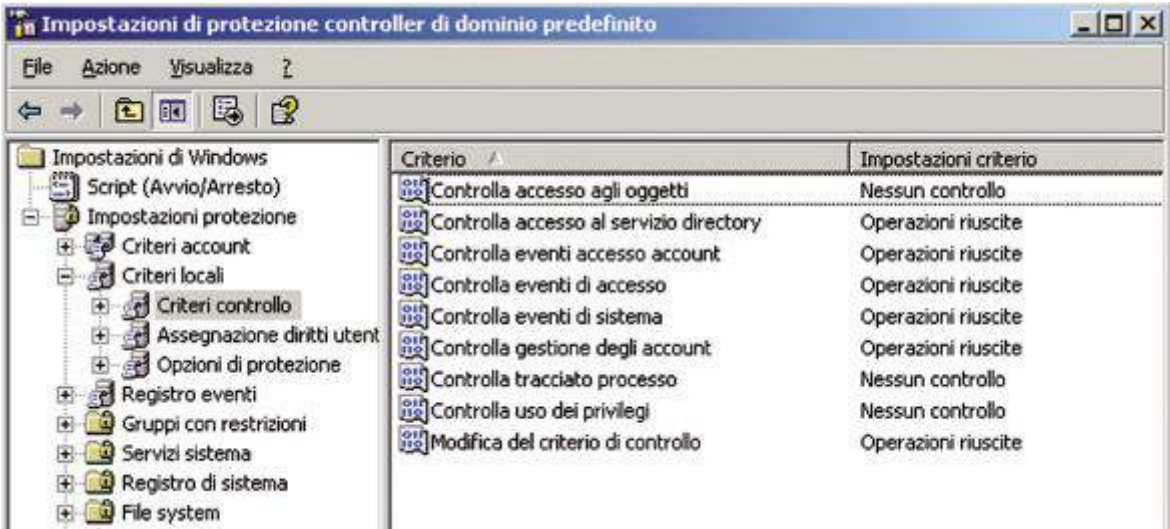 Impostazioni di protezione controller di dominio predefinito
File Azione Visualizza ?
Impostazioni di Windows
Script (Avvio/Arresto)
Impostazioni protezione
Criteri account
Criteri locali
Criteri controllo
Assegnazione diritti utent
Opzioni di protezione
Registro eventi
Gruppi con restrizioni
Servizi sistema
Registro di sistema
File system
Criterio Impostazioni criterio
Controlla accesso agli oggetti Nessun controllo
Controlla accesso al servizio directory Operazioni riuscite
Controlla eventi accesso account Operazioni riuscite
Controlla eventi di accesso Operazioni riuscite
Controlla eventi di sistema Operazioni riuscite
Controlla gestione degli account Operazioni riuscite
Controlla tracciato processo Nessun controllo
Controlla uso dei privilegi Nessun controllo
Modifica del criterio di controllo Operazioni riuscite